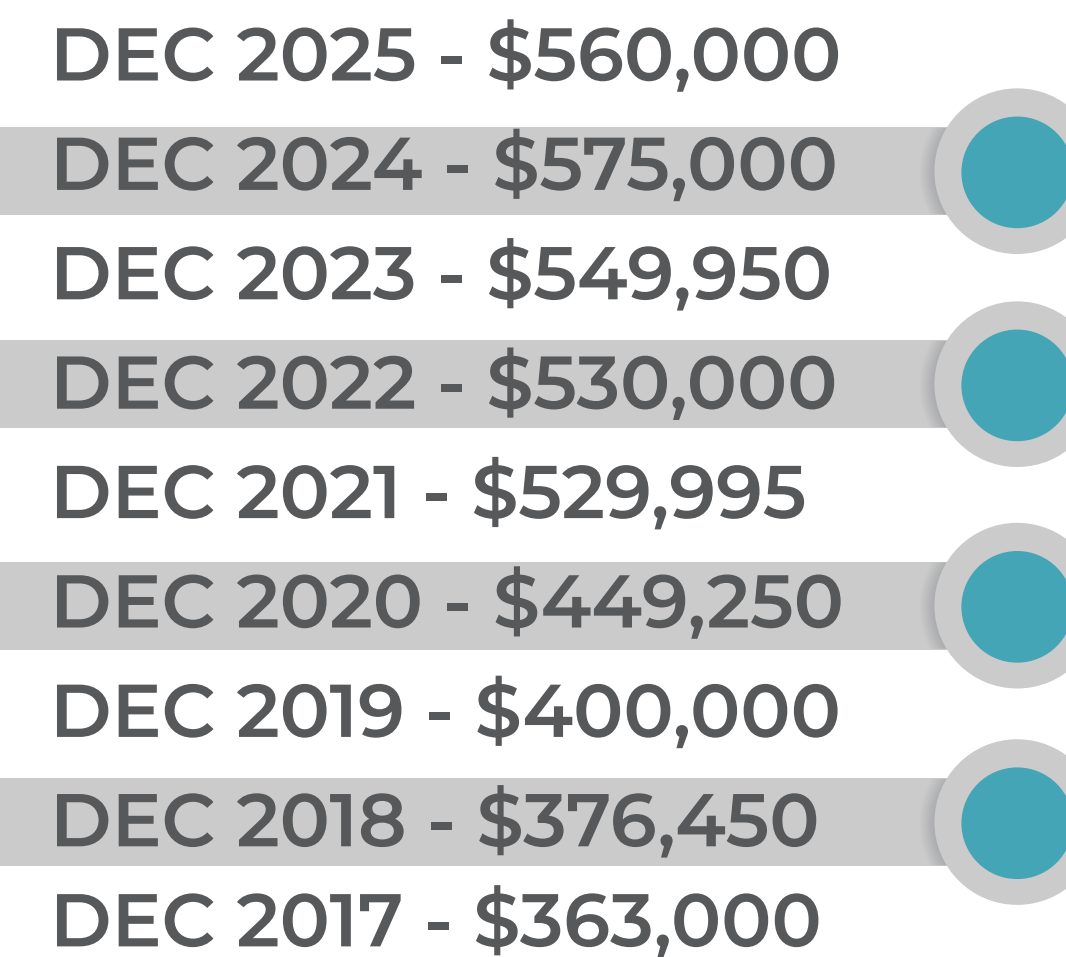 DEC 2025 - $560,000
DEC 2024 - $575,000
DEC 2023 - $549,950
DEC 2022 - $530,000
DEC 2021 - $529,995
DEC 2020 - $449,250
DEC 2019 - $400,000
DEC 2018 - $376,450
DEC 2017 - $363,000